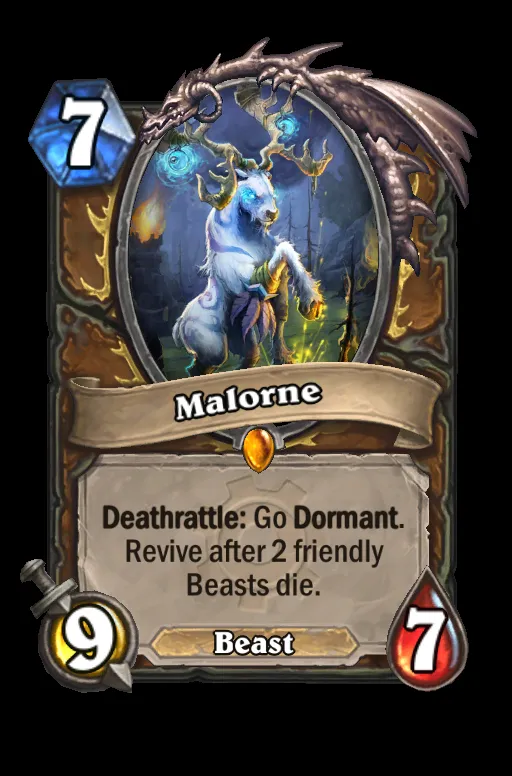 7
Malorne
Deathrattle: Go Dormant.
Revive after 2 friendly
Beasts die.
9
Beast
7